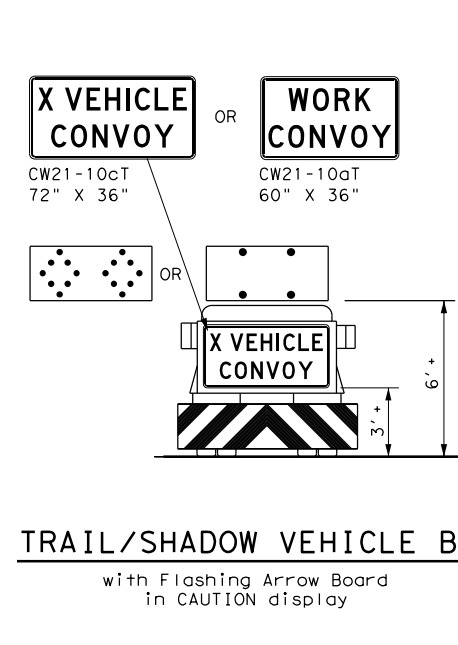 X VEHICLE
CONVOY
OR
WORK
CONVOY
CW21-10cT
72" X 36"
CW21-10aT
60" X 36"
OR
X VEHICLE
CONVOY
6'+
3'+
TRAIL/SHADOW VEHICLE B
with Flashing Arrow Board
in CAUTION display